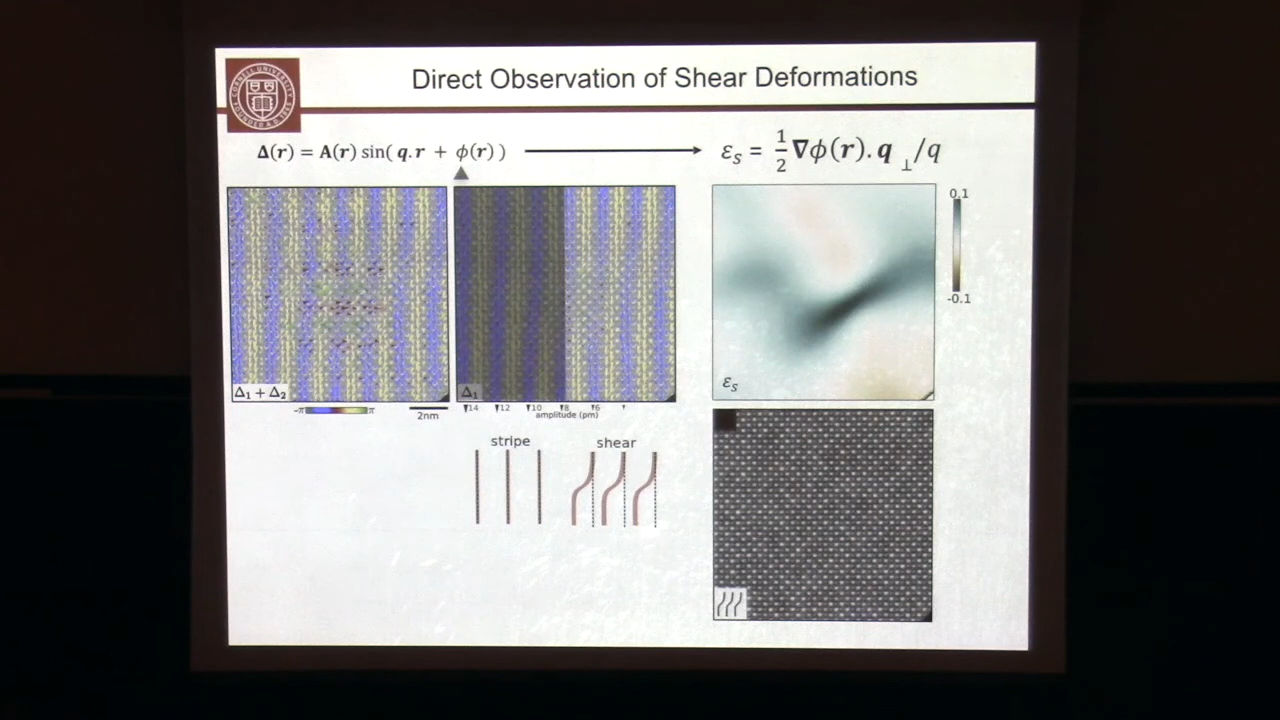 Direct Observation of Shear Deformations
Δ(r) = A(r) sin( q.r + ϕ(r) )
ε_S = 1/2 ∇ϕ(r). q⊥/q
0.1
-0.1
Δ₁ + Δ₂
Δ₁
ε_S
-π
π
2nm
14 12 10 8 6
amplitude (pm)
stripe
shear